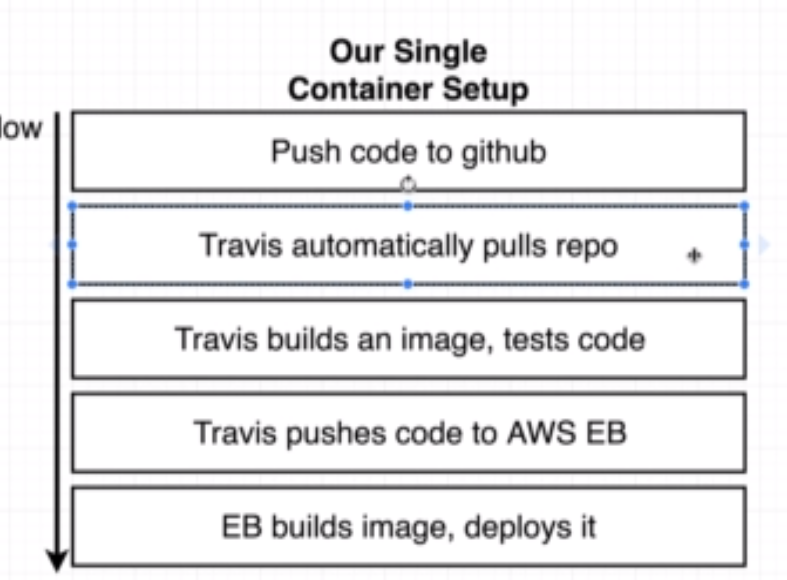 Our Single
Container Setup
low
Push code to github
Travis automatically pulls repo
Travis builds an image, tests code
Travis pushes code to AWS EB
EB builds image, deploys it